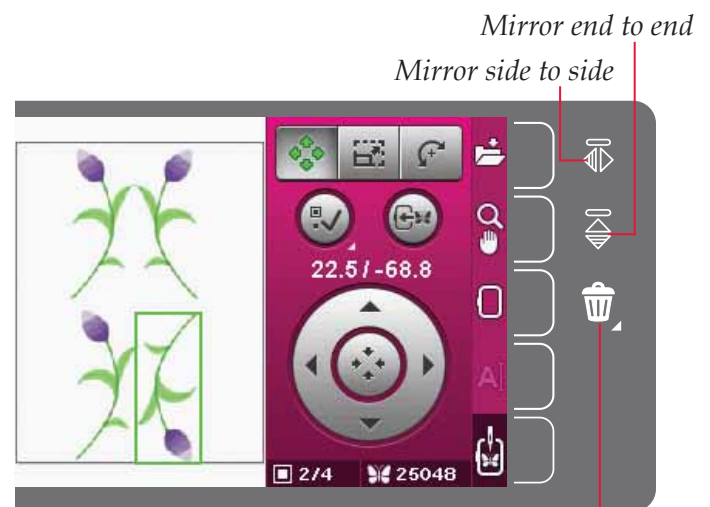 Mirror end to end
Mirror side to side
22.5/-68.8
A
2/4 25048